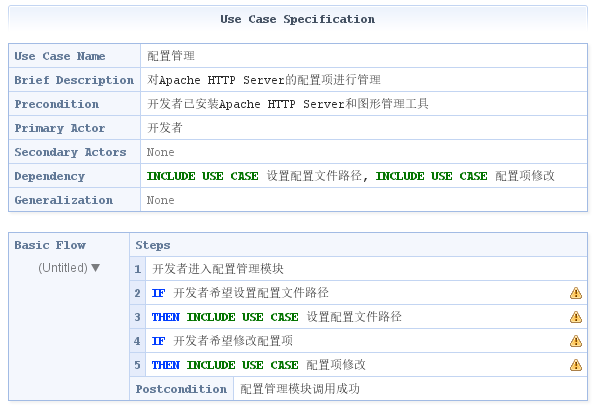 Use Case Specification
Use Case Name 配置管理
Brief Description 对Apache HTTP Server的配置项进行管理
Precondition 开发者已安装Apache HTTP Server和图形管理工具
Primary Actor 开发者
Secondary Actors None
Dependency INCLUDE USE CASE 设置配置文件路径, INCLUDE USE CASE 配置项修改
Generalization None
Basic Flow Steps
(Untitled) ▼
1 开发者进入配置管理模块
2 IF 开发者希望设置配置文件路径
3 THEN INCLUDE USE CASE 设置配置文件路径
4 IF 开发者希望修改配置项
5 THEN INCLUDE USE CASE 配置项修改
Postcondition 配置管理模块调用成功